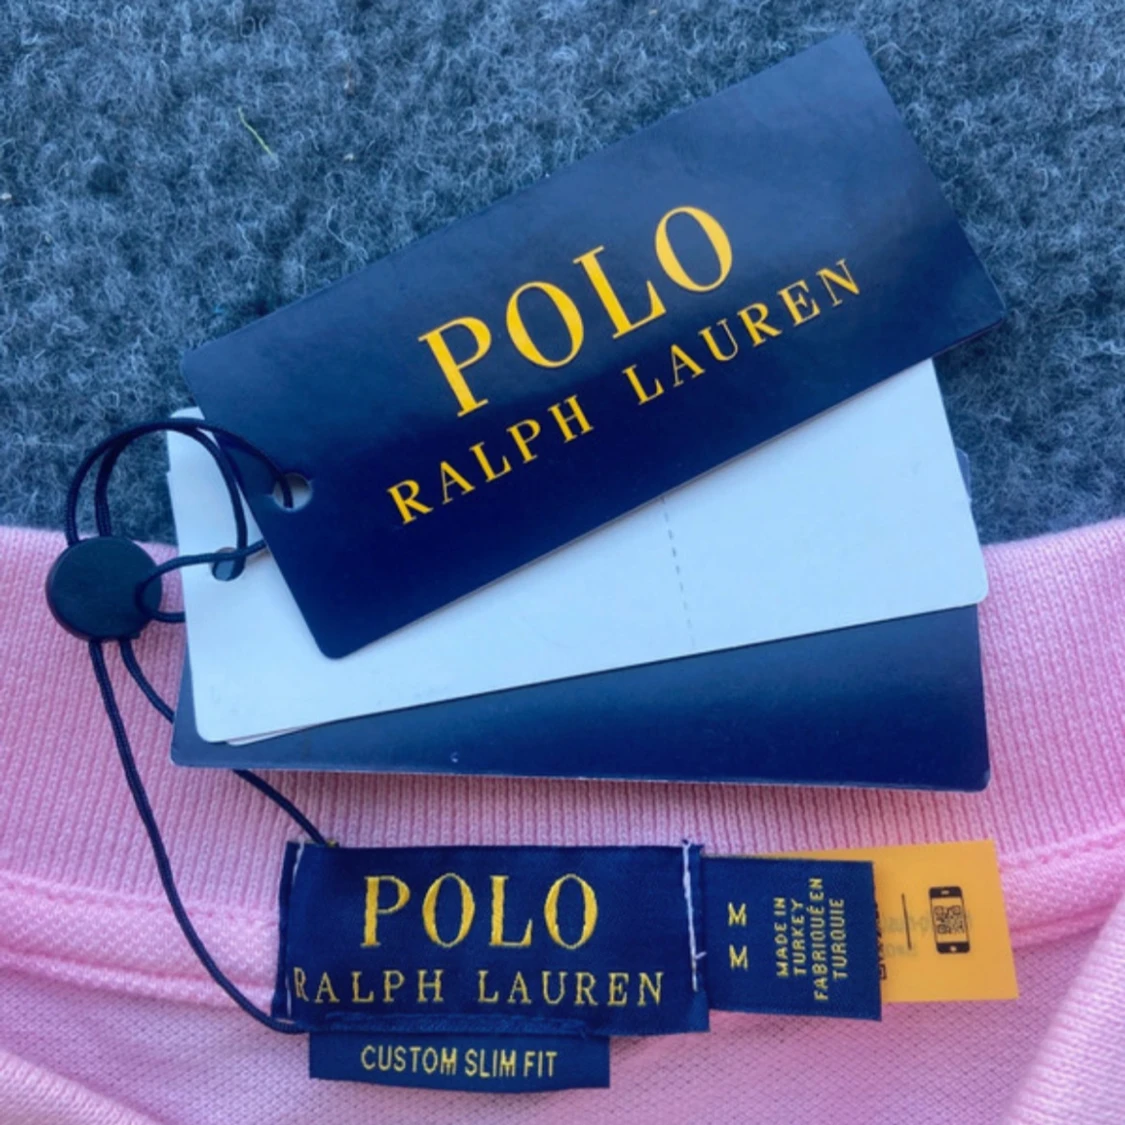 POLO
RALPH LAUREN
POLO
RALPH LAUREN
CUSTOM SLIM FIT
M
M
MADE IN
TURKEY
FABRIQUÉ EN
TURQUIE